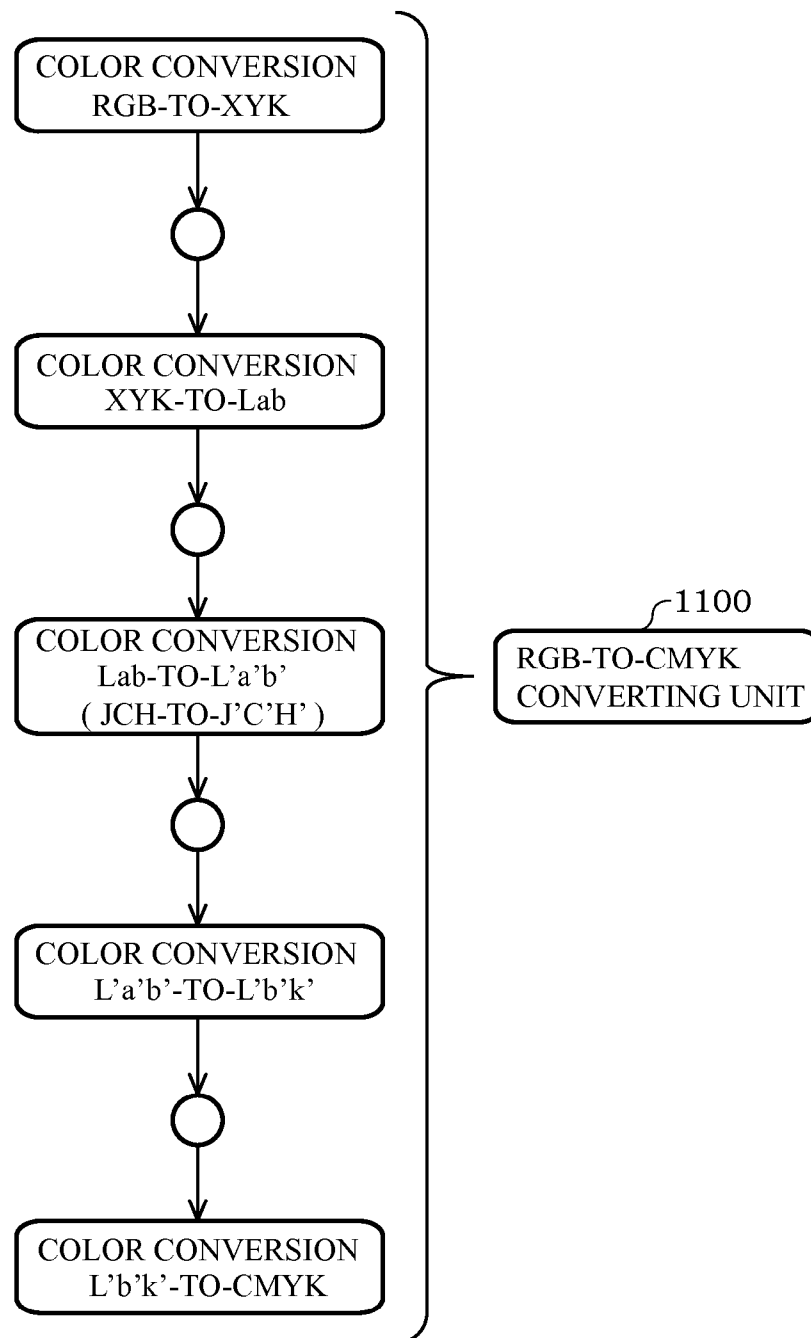 COLOR CONVERSION
RGB-TO-XYK
COLOR CONVERSION
XYK-TO-Lab
COLOR CONVERSION
Lab-TO-L’a’b’
( JCH-TO-J’C’H’ )
COLOR CONVERSION
L’a’b’-TO-L’b’k’
COLOR CONVERSION
L’b’k’-TO-CMYK
1100
RGB-TO-CMYK
CONVERTING UNIT